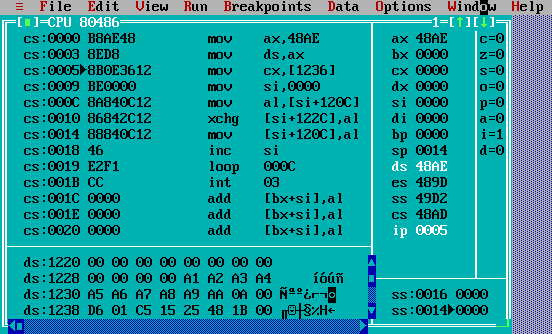 ≡ File Edit View Run Breakpoints Data Options Window Help
[■]=CPU 80486 1=[↑][↓]
cs:0000 B8AE48 mov ax,48AE ax 48AE c=0
cs:0003 8ED8 mov ds,ax bx 0000 z=0
cs:0005►8B0E3612 mov cx,[1236] cx 0000 s=0
cs:0009 BE0000 mov si,0000 dx 0000 o=0
cs:000C 8A840C12 mov al,[si+120C] si 0000 p=0
cs:0010 86842C12 xchg [si+122C],al di 0000 a=0
cs:0014 88840C12 mov [si+120C],al bp 0000 i=1
cs:0018 46 inc si sp 0014 d=0
cs:0019 E2F1 loop 000C ds 48AE
cs:001B CC int 03 es 489D
cs:001C 0000 add [bx+si],al ss 49D2
cs:001E 0000 add [bx+si],al cs 48AD
cs:0020 0000 add [bx+si],al ip 0005
ds:1220 00 00 00 00 00 00 00 00
ds:1228 00 00 00 00 A1 A2 A3 A4 íóúñ
ds:1230 A5 A6 A7 A8 A9 AA 0A 00 Ѫº¿⌐¬◙ ss:0016 0000
ds:1238 D6 01 C5 15 25 48 1B 00 ╓☺┼§%H← ss:0014►0000